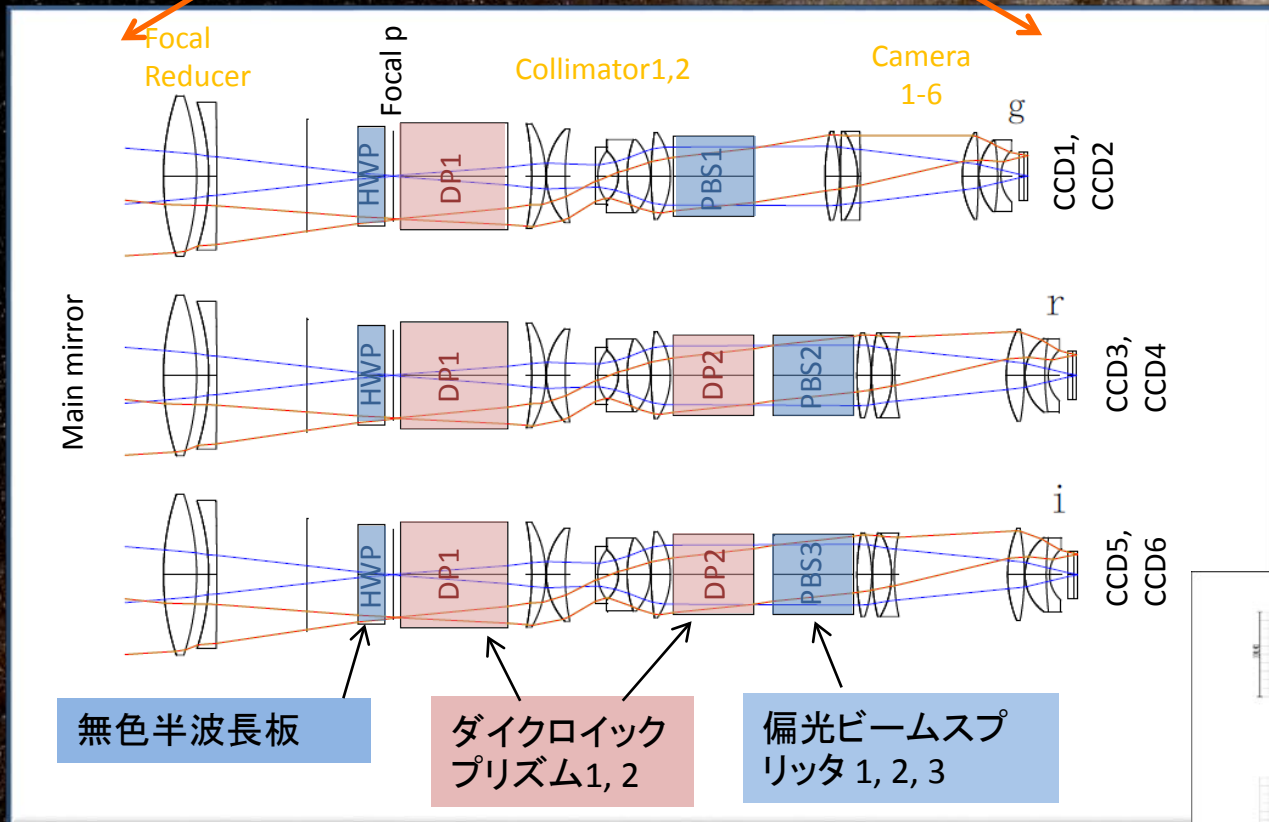 Focal
Reducer
Focal p
Collimator1,2
Camera
1-6
g
HWP
DP1
PBS1
CCD1,
CCD2
Main mirror
r
HWP
DP1
DP2
PBS2
CCD3,
CCD4
i
HWP
DP1
DP2
PBS3
CCD5,
CCD6
無色半波長板
ダイクロイック
プリズム1, 2
偏光ビームスプ
リッタ 1, 2, 3